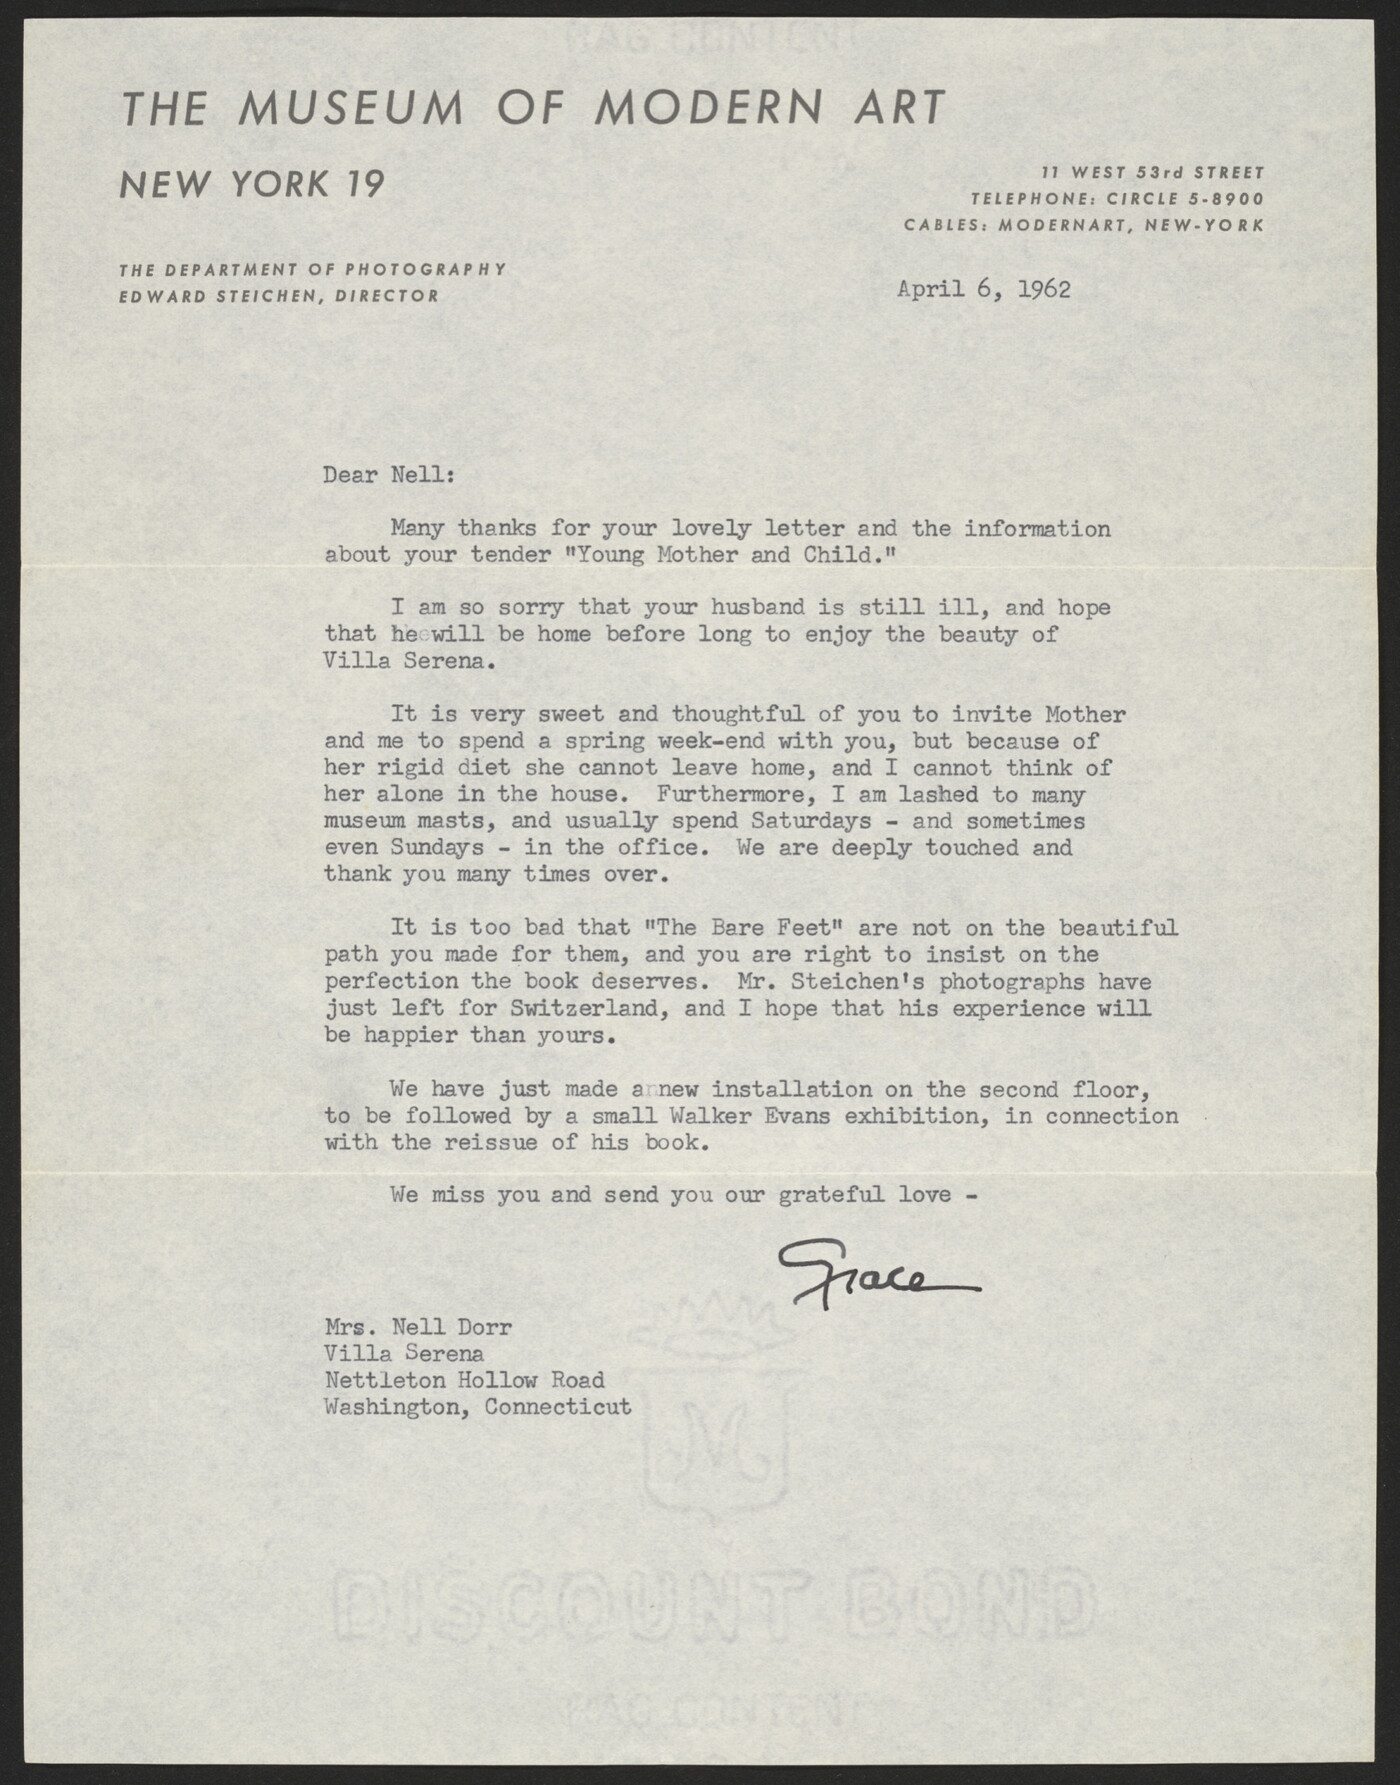 RAG CONTENT
THE MUSEUM OF MODERN ART
NEW YORK 19
11 WEST 53rd STREET
TELEPHONE: CIRCLE 5-8900
CABLES: MODERNART, NEW-YORK
THE DEPARTMENT OF PHOTOGRAPHY
EDWARD STEICHEN, DIRECTOR
April 6, 1962
Dear Nell:
Many thanks for your lovely letter and the information
about your tender "Young Mother and Child."
I am so sorry that your husband is still ill, and hope
that he will be home before long to enjoy the beauty of
Villa Serena.
It is very sweet and thoughtful of you to invite Mother
and me to spend a spring week-end with you, but because of
her rigid diet she cannot leave home, and I cannot think of
her alone in the house. Furthermore, I am lashed to many
museum masts, and usually spend Saturdays - and sometimes
even Sundays - in the office. We are deeply touched and
thank you many times over.
It is too bad that "The Bare Feet" are not on the beautiful
path you made for them, and you are right to insist on the
perfection the book deserves. Mr. Steichen's photographs have
just left for Switzerland, and I hope that his experience will
be happier than yours.
We have just made a new installation on the second floor,
to be followed by a small Walker Evans exhibition, in connection
with the reissue of his book.
We miss you and send you our grateful love -
Grace
Mrs. Nell Dorr
Villa Serena
Nettleton Hollow Road
Washington, Connecticut
DISCOUNT BOND
RAG CONTENT